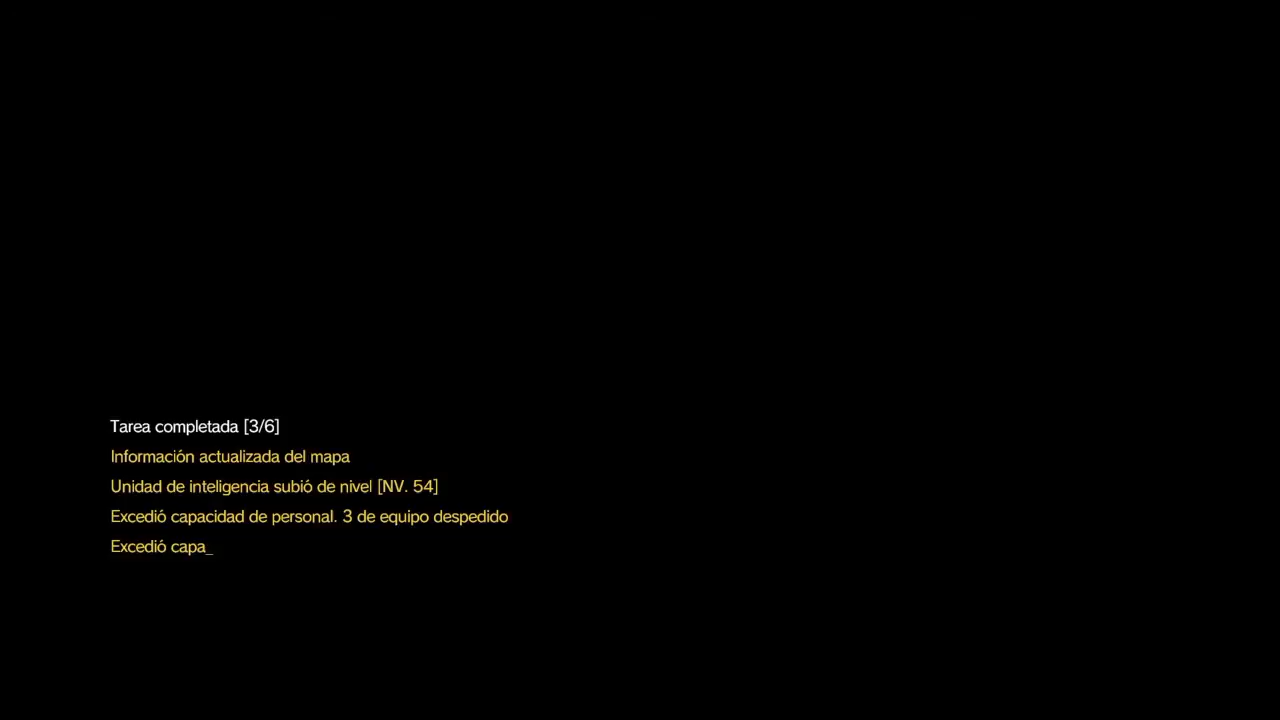 Tarea completada [3/6]
Información actualizada del mapa
Unidad de inteligencia subió de nivel [NV. 54]
Excedió capacidad de personal. 3 de equipo despedido
Excedió capa_